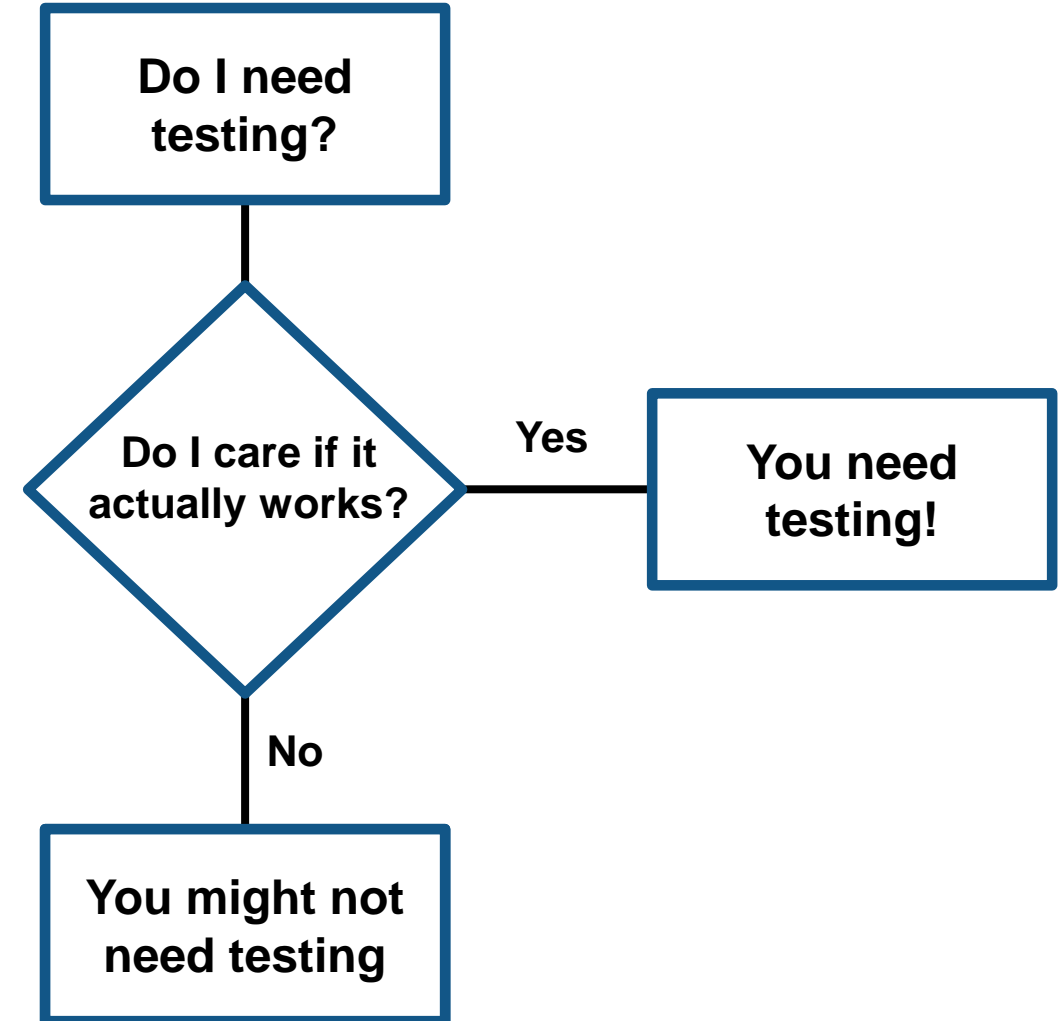 Do I need
testing?
Do I care if it
actually works?
Yes
You need
testing!
No
You might not
need testing